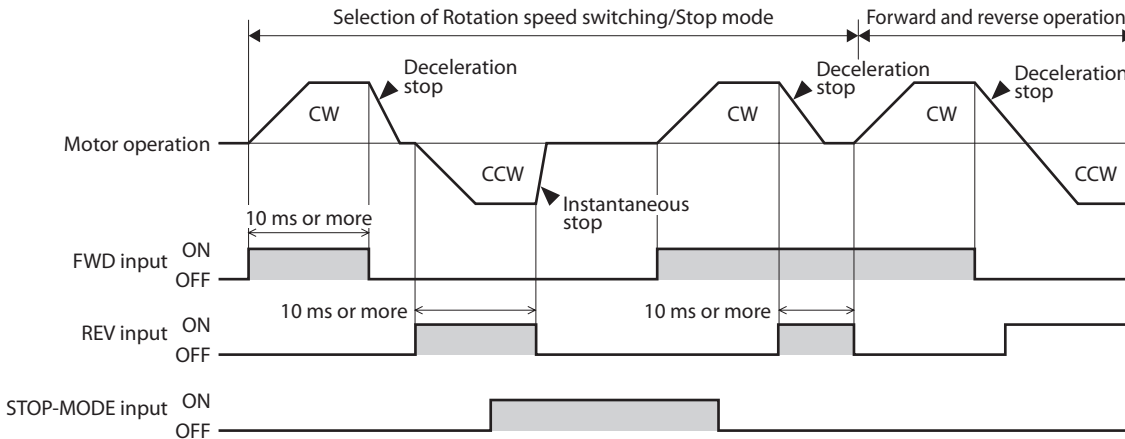 Selection of Rotation speed switching/Stop mode
Forward and reverse operation
Deceleration
stop
Deceleration
stop
Deceleration
stop
CW
CW
CW
Motor operation
CCW
CCW
Instantaneous
stop
10 ms or more
FWD input
ON
OFF
10 ms or more
10 ms or more
REV input
ON
OFF
STOP-MODE input
ON
OFF